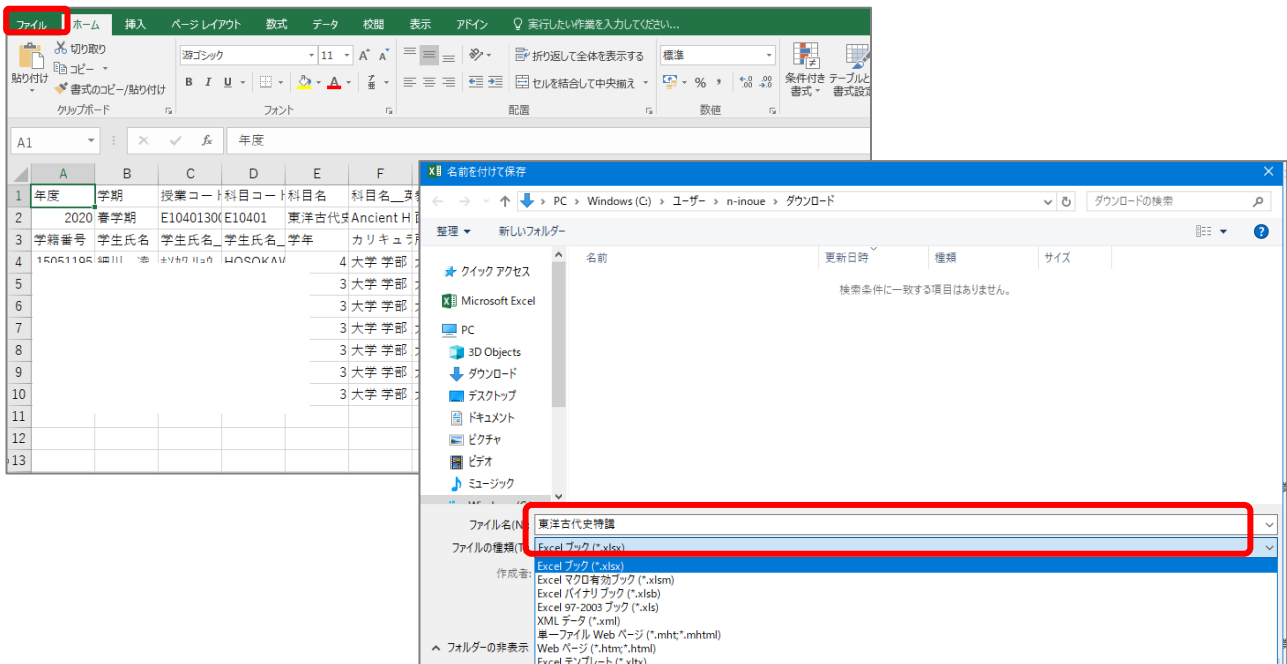 ファイル ホーム 挿入 ページ レイアウト 数式 データ 校閲 表示 アドイン 実行したい作業を入力してください...
切り取り
コピー
書式のコピー/貼り付け
貼り付け
クリップボード
游ゴシック 11
B I U
フォント
折り返して全体を表示する
セルを結合して中央揃え
配置
標準
数値
条件付き 書式
テーブルと 書式設定
A1 fx 年度
A B C D E F
1 年度 学期 授業コード 科目コード 科目名 科目名__英
2 2020 春学期 E1040130 E10401 東洋古代史 Ancient H
3 学籍番号 学生氏名 学生氏名_ 学生氏名_ 学年 カリキュラ
4 15051195 4 大学 学部
5 3 大学 学部
6 3 大学 学部
7 3 大学 学部
8 3 大学 学部
9 3 大学 学部
10 3 大学 学部
11
12
13
名前を付けて保存
PC › Windows (C:) › ユーザー › n-inoue › ダウンロード
ダウンロードの検索
整理 新しいフォルダー
名前 更新日時 種類 サイズ
検索条件に一致する項目はありません。
クイック アクセス
Microsoft Excel
PC
3D Objects
ダウンロード
デスクトップ
ドキュメント
ピクチャ
ビデオ
ミュージック
ファイル名(N): 東洋古代史特講
ファイルの種類(T): Excel ブック (*.xlsx)
作成者:
Excel ブック (*.xlsx)
Excel マクロ有効ブック (*.xlsm)
Excel バイナリ ブック (*.xlsb)
Excel 97-2003 ブック (*.xls)
XML データ (*.xml)
単一ファイル Web ページ (*.mht;*.mhtml)
Web ページ (*.htm;*.html)
Excel テンプレート (*.xltx)
フォルダーの非表示